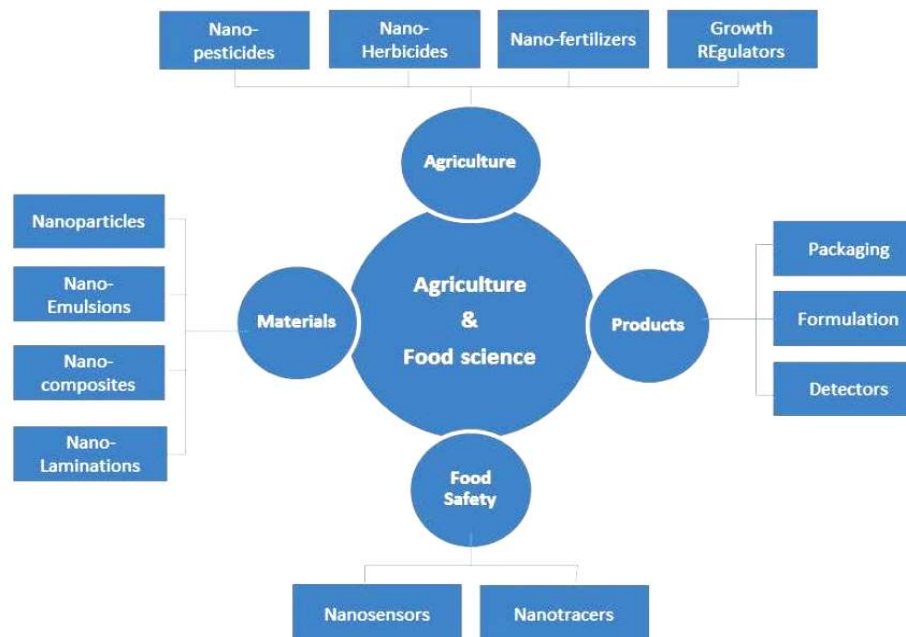 Nano-
pesticides
Nano-
Herbicides
Nano-fertilizers
Growth
REgulators
Agriculture
Nanoparticles
Nano-
Emulsions
Nano-
composites
Nano-
Laminations
Materials
Agriculture
&
Food science
Products
Packaging
Formulation
Detectors
Food
Safety
Nanosensors
Nanotracers